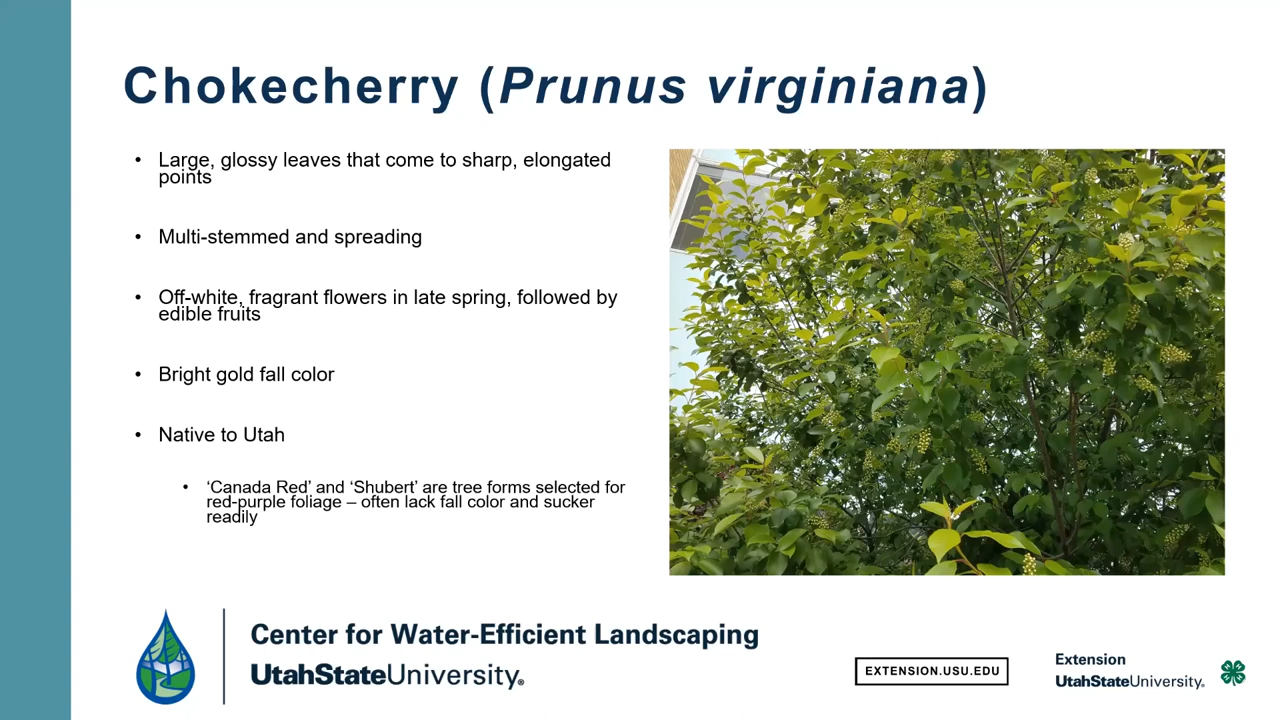 Chokecherry (Prunus virginiana)
• Large, glossy leaves that come to sharp, elongated
points
• Multi-stemmed and spreading
• Off-white, fragrant flowers in late spring, followed by
edible fruits
• Bright gold fall color
• Native to Utah
• ‘Canada Red’ and ‘Shubert’ are tree forms selected for
red-purple foliage – often lack fall color and sucker
readily
Center for Water-Efficient Landscaping
UtahStateUniversity®
EXTENSION.USU.EDU
Extension
UtahStateUniversity®